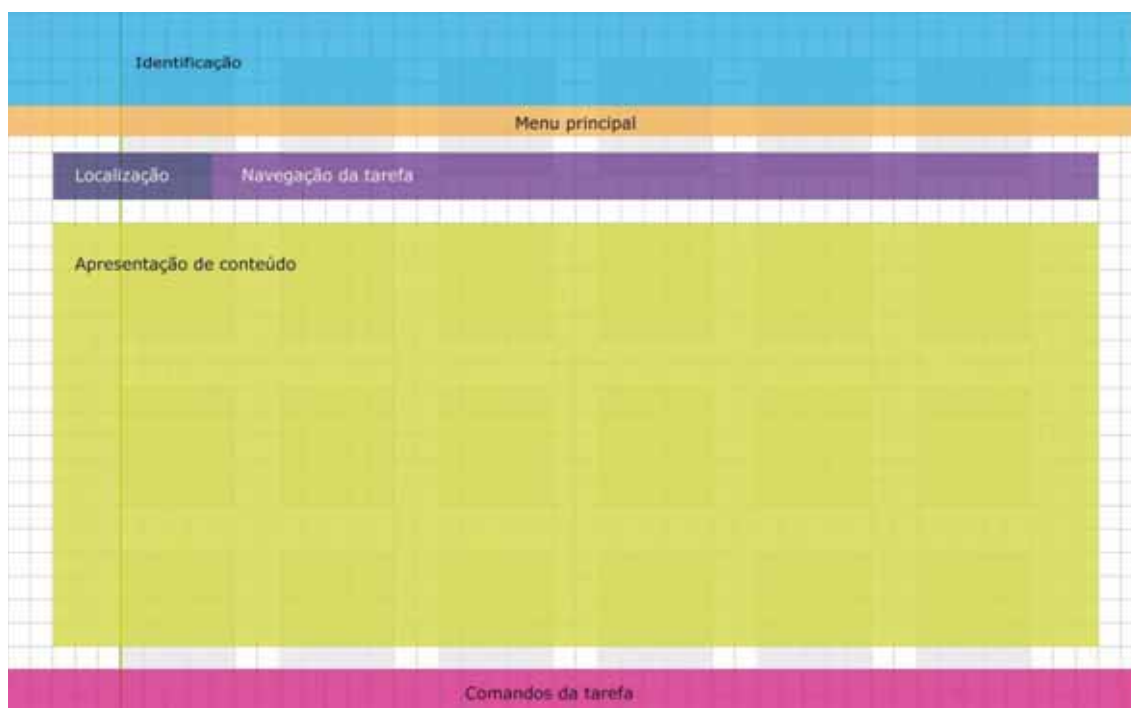 Identificação
Menu principal
Localização
Navegação da tarefa
Apresentação de conteúdo
Comandos da tarefa